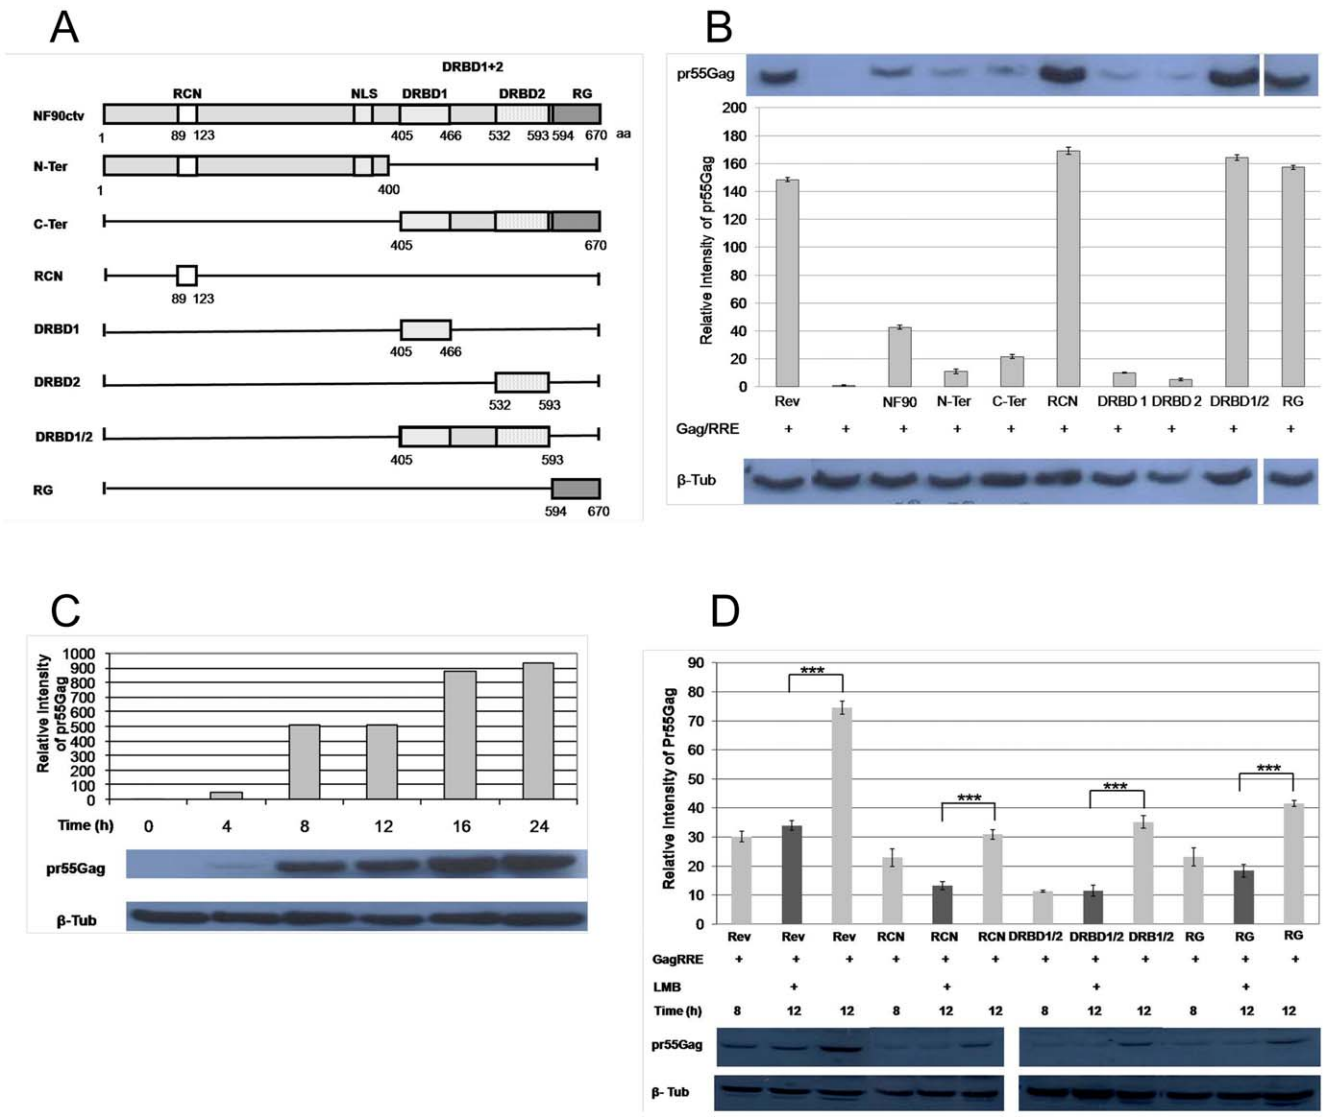 A
DRBD1+2
RCN NLS DRBD1 DRBD2 RG
NF90ctv
1 89 123 405 466 532 593 594 670 aa
N-Ter
1 400
C-Ter
405 670
RCN
89 123
DRBD1
405 466
DRBD2
532 593
DRBD1/2
405 593
RG
594 670
B
pr55Gag
Relative Intensity of pr55Gag
200
180
160
140
120
100
80
60
40
20
0
Rev NF90 N-Ter C-Ter RCN DRBD 1 DRBD 2 DRBD1/2 RG
Gag/RRE + + + + + + + + + +
β-Tub
C
Relative Intensity
of pr55Gag
1000
900
800
700
600
500
400
300
200
100
0
Time (h) 0 4 8 12 16 24
pr55Gag
β-Tub
D
Relative Intensity of Pr55Gag
90
80
70
60
50
40
30
20
10
0
*** *** *** ***
Rev Rev Rev RCN RCN RCN DRBD1/2 DRBD1/2 DRB1/2 RG RG RG
GagRRE + + + + + + + + + + + +
LMB + + + +
Time (h) 8 12 12 8 12 12 8 12 12 8 12 12
pr55Gag
β- Tub